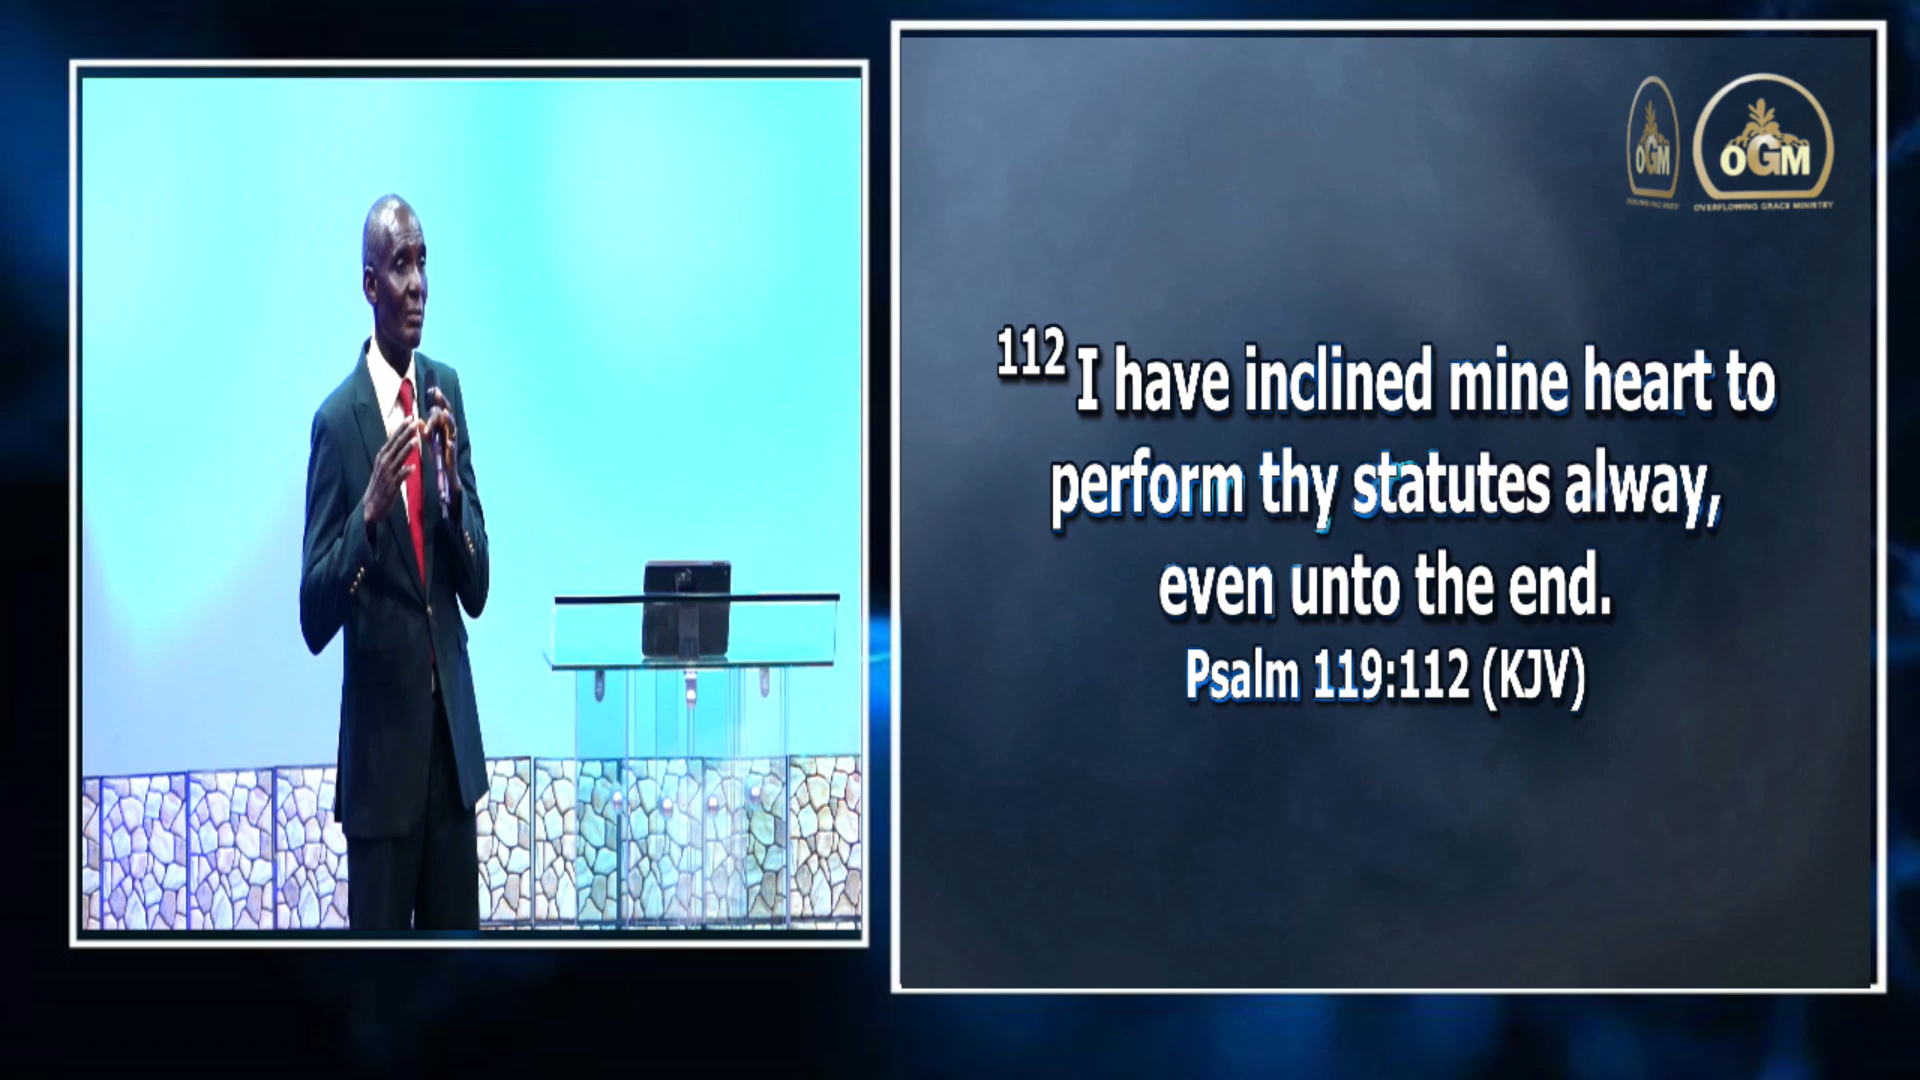 OGM
OGM
OVERFLOWING GRACE MINISTRY
112 I have inclined mine heart to
perform thy statutes alway,
even unto the end.
Psalm 119:112 (KJV)